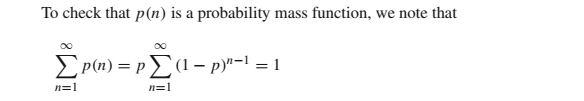 To check that p(n) is a probability mass function, we note that
∞ ∞
∑ p(n) = p ∑ (1 − p)ⁿ⁻¹ = 1
n=1 n=1